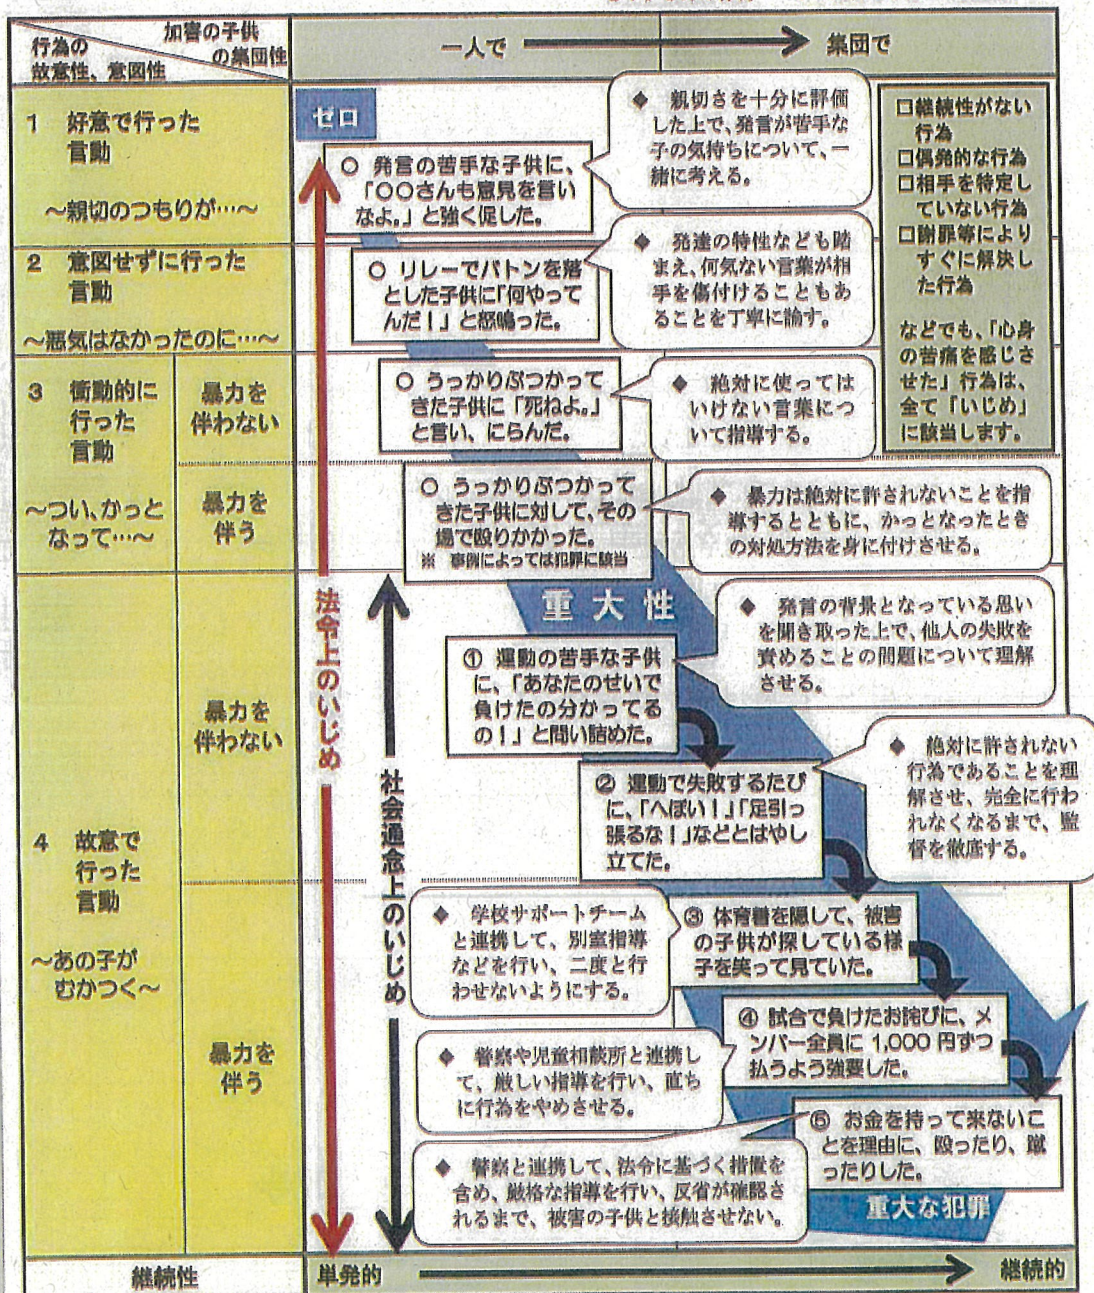 加害の子供
の集団性
行為の
故意性、意図性
一人で
集団で
1 好意で行った
言動
～親切のつもりが…～
ゼロ
○ 発言の苦手な子供に、
「〇〇さんも意見を言い
なよ。」と強く促した。
◆ 親切さを十分に評価
した上で、発言が苦手な
子の気持ちについて、一
緒に考える。
□継続性がない
行為
□偶発的な行為
□相手を特定し
ていない行為
□謝罪等により
すぐに解決し
た行為
などでも、「心身
の苦痛を感じさ
せた」行為は、
全て「いじめ」
に該当します。
2 意図せずに行った
言動
～悪気はなかったのに…～
○ リレーでバトンを落
とした子供に「何やって
んだ！」と怒鳴った。
◆ 発達の特性なども踏
まえ、何気ない言葉が相
手を傷付けることもあ
ることを丁寧に諭す。
3 衝動的に
行った
言動
～つい、かっと
なって…～
暴力を
伴わない
○ うっかりぶつかって
きた子供に「死ねよ。」
と言い、にらんだ。
◆ 絶対に使っては
いけない言葉につ
いて指導する。
暴力を
伴う
○ うっかりぶつかって
きた子供に対して、その
場で殴りかかった。
※ 事例によっては犯罪に該当
◆ 暴力は絶対に許されないことを指
導するとともに、かっとなったとき
の対処方法を身に付けさせる。
法令上のいじめ
社会通念上のいじめ
重大性
4 故意で
行った
言動
～あの子が
むかつく～
暴力を
伴わない
① 運動の苦手な子供
に、「あなたのせいで
負けたの分かってる
の！」と問い詰めた。
◆ 発言の背景となっている思い
を聞き取った上で、他人の失敗を
責めることの問題について理解
させる。
② 運動で失敗するたび
に、「へぼい！」「足引っ
張るな！」などとはやし
立てた。
◆ 絶対に許されない
行為であることを理
解させ、完全に行わ
れなくなるまで、監
督を徹底する。
暴力を
伴う
③ 体育着を隠して、被害
の子供が探している様
子を笑って見ていた。
◆ 学校サポートチーム
と連携して、別室指導
などを行い、二度と行
わせないようにする。
④ 試合で負けたお詫びに、メ
ンバー全員に 1,000 円ずつ
払うよう強要した。
◆ 警察や児童相談所と連携し
て、厳しい指導を行い、直ち
に行為をやめさせる。
⑤ お金を持って来ないこ
とを理由に、殴ったり、蹴
ったりした。
◆ 警察と連携して、法令に基づく措置を
含め、厳格な指導を行い、反省が確認さ
れるまで、被害の子供と接触させない。
重大な犯罪
継続性
単発的
継続的